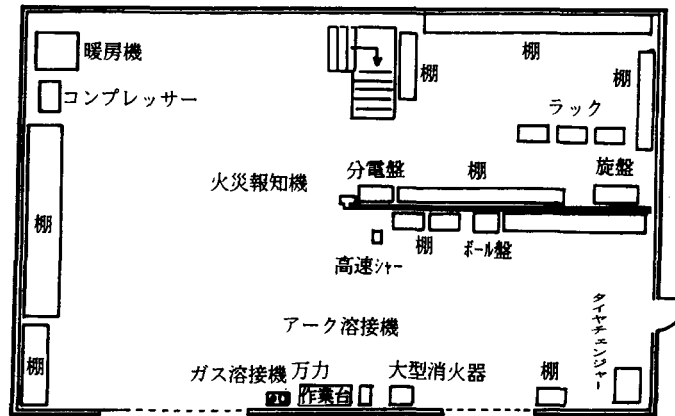 暖房機
棚
棚
棚
コンプレッサー
ラック
分電盤
棚
旋盤
火災報知機
棚
棚
ボール盤
高速シャー
アーク溶接機
タイヤチェンジャー
棚
ガス溶接機
万力
大型消火器
棚
作業台